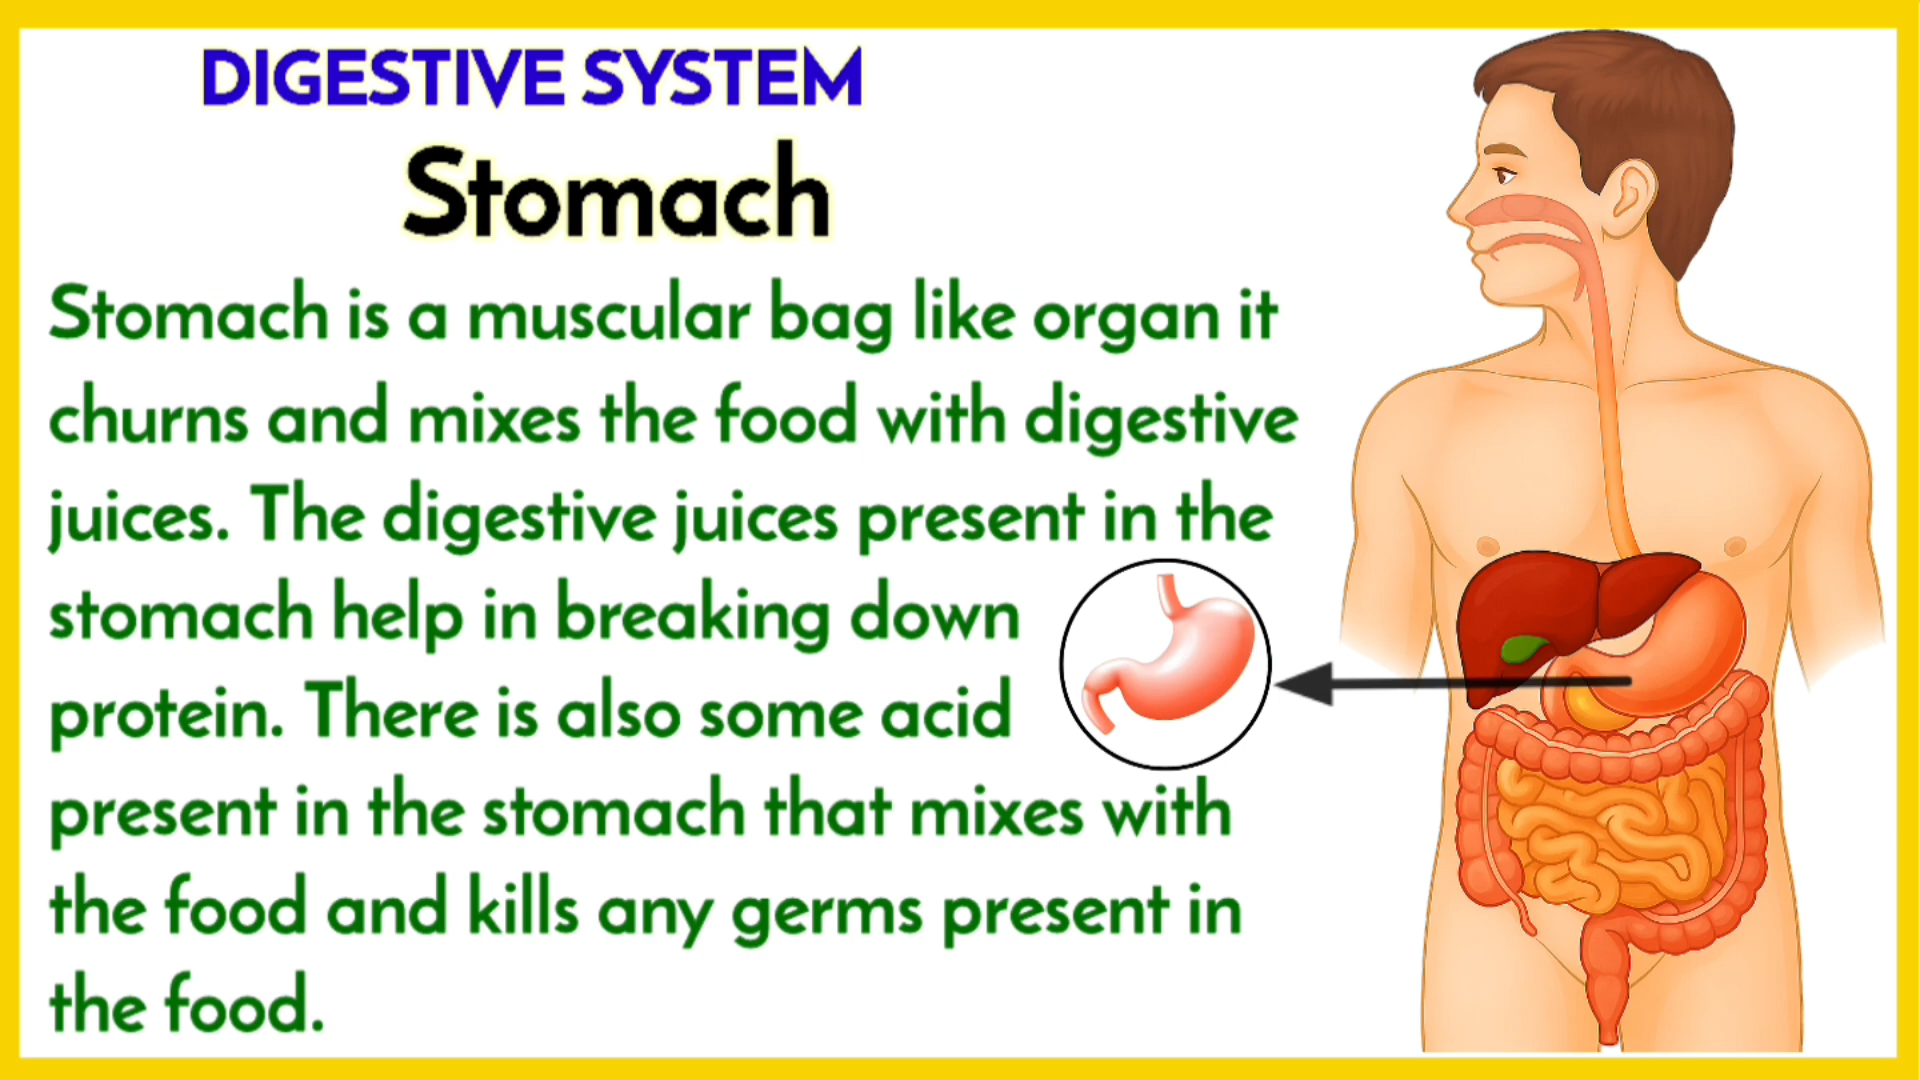 DIGESTIVE SYSTEM
Stomach
Stomach is a muscular bag like organ it
churns and mixes the food with digestive
juices. The digestive juices present in the
stomach help in breaking down
protein. There is also some acid
present in the stomach that mixes with
the food and kills any germs present in
the food.